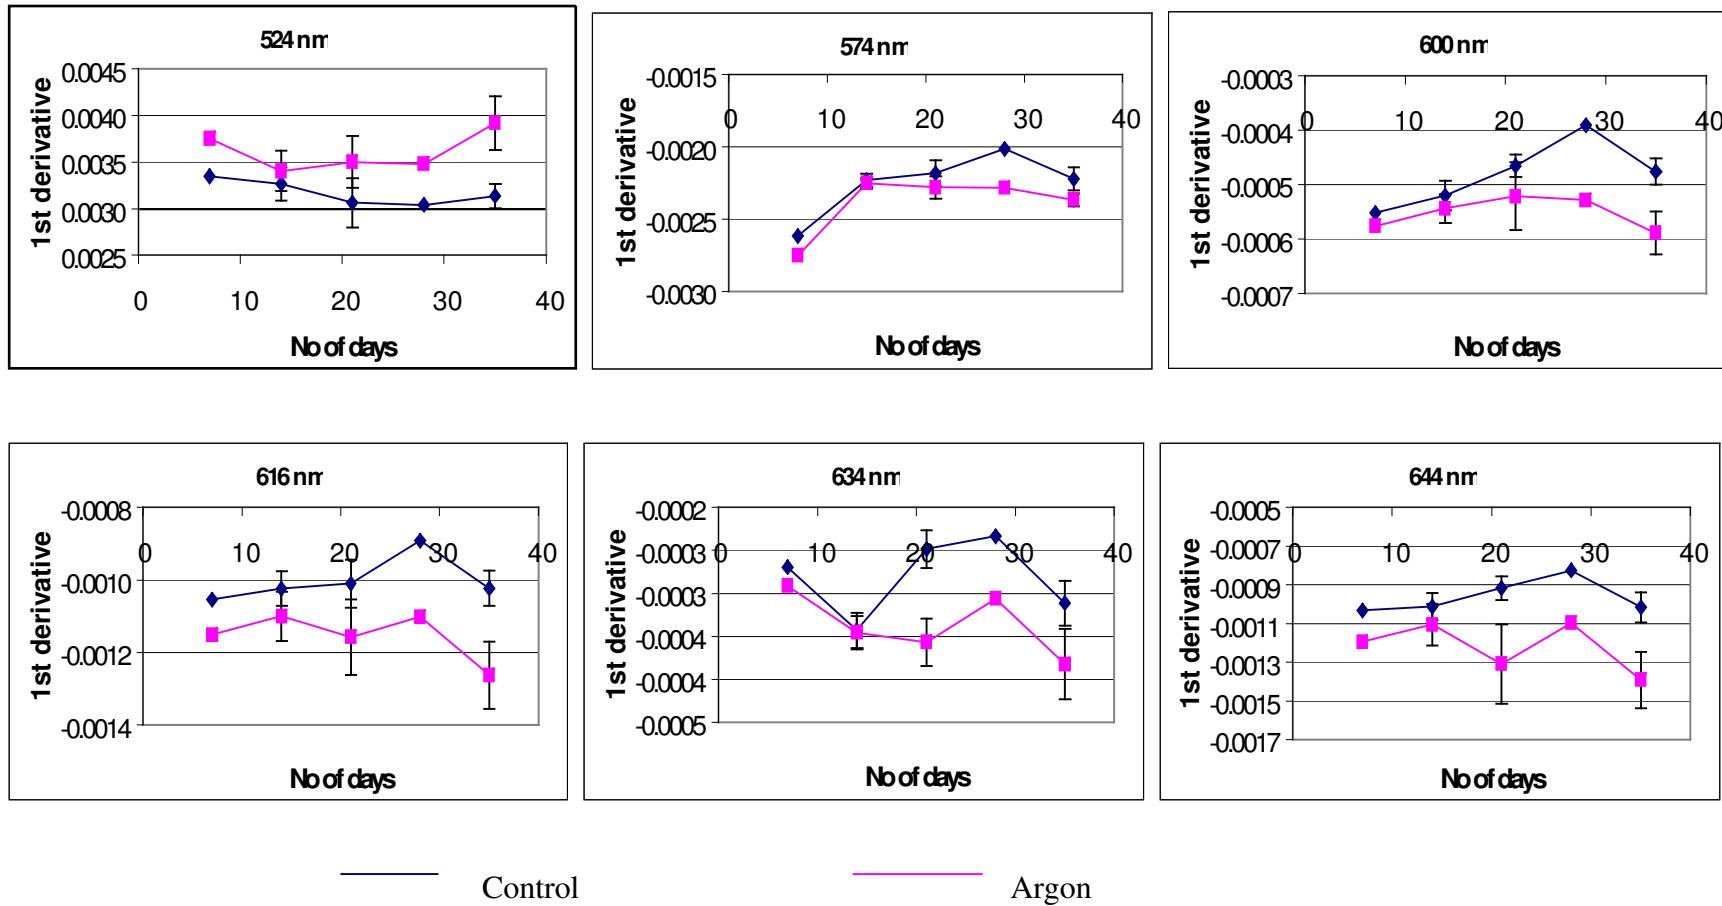 524 nm
0.0045
0.0040
0.0035
0.0030
0.0025
0 10 20 30 40
1st derivative
No of days
574 nm
-0.0015
0 10 20 30 40
-0.0020
-0.0025
-0.0030
1st derivative
No of days
600 nm
-0.0003
0 10 20 30 40
-0.0004
-0.0005
-0.0006
-0.0007
1st derivative
No of days
616 nm
-0.0008
0 10 20 30 40
-0.0010
-0.0012
-0.0014
1st derivative
No of days
634 nm
-0.0002
-0.0003 0 10 20 30 40
-0.0003
-0.0004
-0.0004
-0.0005
1st derivative
No of days
644 nm
-0.0005
-0.0007 0 10 20 30 40
-0.0009
-0.0011
-0.0013
-0.0015
-0.0017
1st derivative
No of days
Control Argon